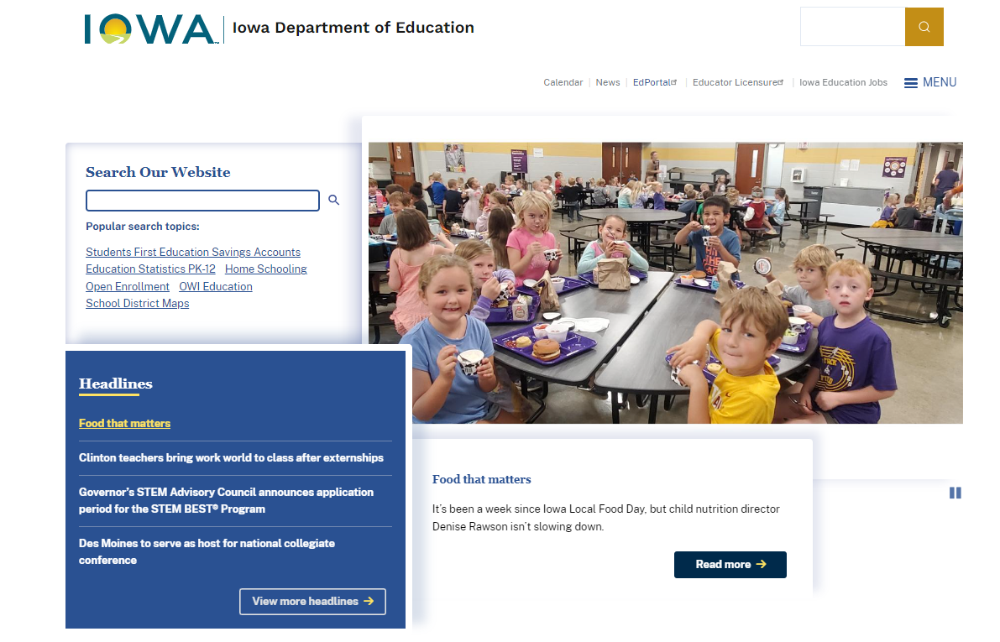 IOWA Iowa Department of Education
Calendar News EdPortal Educator Licensure Iowa Education Jobs MENU
Search Our Website
Popular search topics:
Students First Education Savings Accounts
Education Statistics PK-12 Home Schooling
Open Enrollment OWI Education
School District Maps
Headlines
Food that matters
Clinton teachers bring work world to class after externships
Governor's STEM Advisory Council announces application
period for the STEM BEST® Program
Des Moines to serve as host for national collegiate
conference
View more headlines
Food that matters
It's been a week since Iowa Local Food Day, but child nutrition director
Denise Rawson isn't slowing down.
Read more